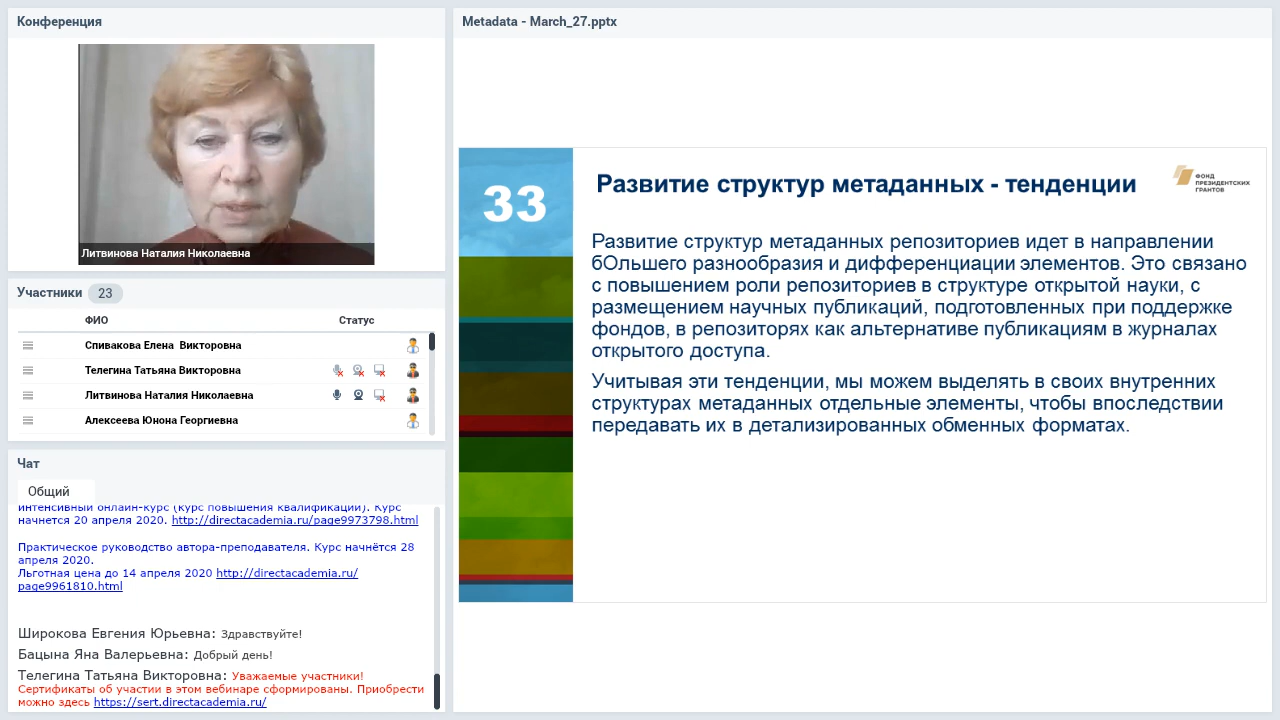 Конференция
Литвинова Наталия Николаевна
Участники 23
ФИО Статус
Спивакова Елена Викторовна
Телегина Татьяна Викторовна
Литвинова Наталия Николаевна
Алексеева Юнона Георгиевна
Чат
Общий
интенсивный онлайн-курс (курс повышения квалификации). Курс
начнется 20 апреля 2020. http://directacademia.ru/page9973798.html
Практическое руководство автора-преподавателя. Курс начнётся 28
апреля 2020.
Льготная цена до 14 апреля 2020 http://directacademia.ru/
page9961810.html
Широкова Евгения Юрьевна: Здравствуйте!
Бацына Яна Валерьевна: Добрый день!
Телегина Татьяна Викторовна: Уважаемые участники!
Сертификаты об участии в этом вебинаре сформированы. Приобрести
можно здесь https://sert.directacademia.ru/
Metadata - March_27.pptx
33
Развитие структур метаданных - тенденции
ФОНД
ПРЕЗИДЕНТСКИХ
ГРАНТОВ
Развитие структур метаданных репозиториев идет в направлении
бОльшего разнообразия и дифференциации элементов. Это связано
с повышением роли репозиториев в структуре открытой науки, с
размещением научных публикаций, подготовленных при поддержке
фондов, в репозиторях как альтернативе публикациям в журналах
открытого доступа.
Учитывая эти тенденции, мы можем выделять в своих внутренних
структурах метаданных отдельные элементы, чтобы впоследствии
передавать их в детализированных обменных форматах.